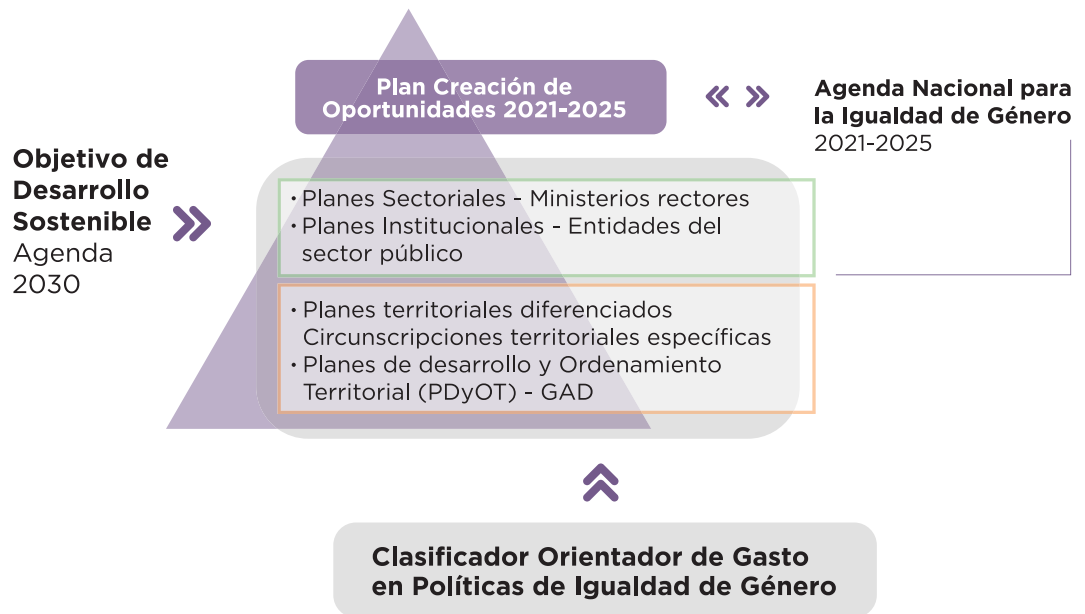 Plan Creación de
Oportunidades 2021-2025
Agenda Nacional para
la Igualdad de Género
2021-2025
Objetivo de
Desarrollo
Sostenible
Agenda
2030
· Planes Sectoriales - Ministerios rectores
· Planes Institucionales - Entidades del
sector público
· Planes territoriales diferenciados
Circunscripciones territoriales específicas
· Planes de desarrollo y Ordenamiento
Territorial (PDyOT) - GAD
Clasificador Orientador de Gasto
en Políticas de Igualdad de Género